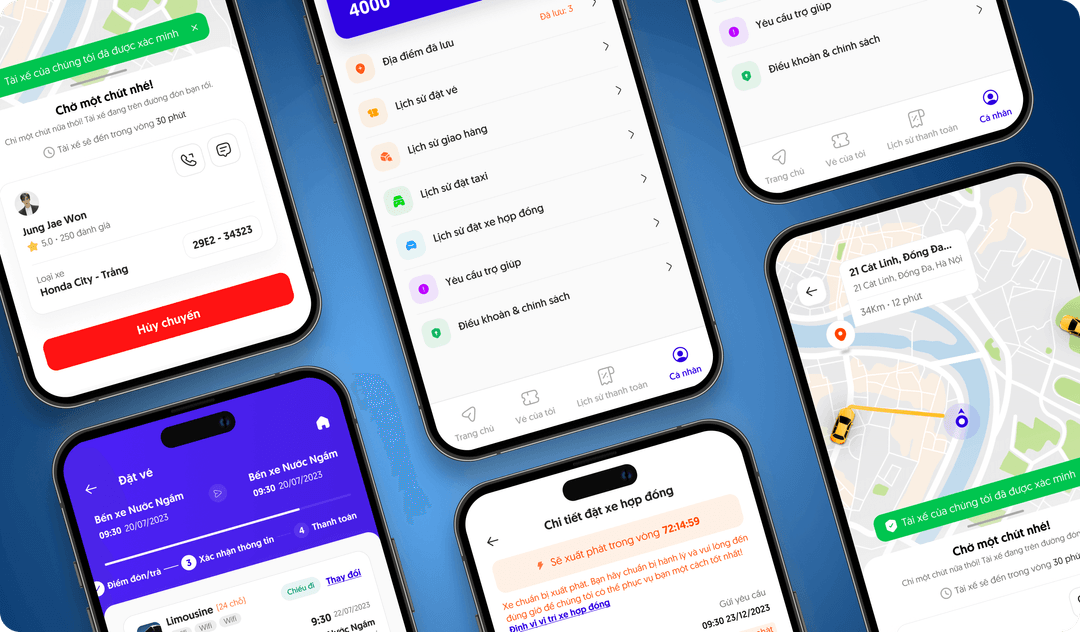 Tài xế của chúng tôi đã được xác minh
Chờ một chút nhé!
Chỉ một chút nữa thôi! Tài xế đang trên đường đón bạn rồi.
Tài xế sẽ đến trong vòng 30 phút
Jung Jae Won
5.0 • 250 đánh giá
Loại xe
Honda City - Trắng
29E2 - 34323
Hủy chuyến
4000
Đã lưu: 3
Địa điểm đã lưu
Lịch sử đặt vé
Lịch sử giao hàng
Lịch sử đặt taxi
Lịch sử đặt xe hợp đồng
Yêu cầu trợ giúp
Điều khoản & chính sách
Trang chủ
Vé của tôi
Lịch sử thanh toán
Cá nhân
Yêu cầu trợ giúp
Điều khoản & chính sách
Trang chủ
Vé của tôi
Lịch sử thanh toán
Cá nhân
Đặt vé
Bến xe Nước Ngầm
09:30 20/07/2023
Bến xe Nước Ngầm
09:30 20/07/2023
Điểm đón/trả
3 Xác nhận thông tin
4 Thanh toán
Chiều đi
Thay đổi
Limousine (24 chỗ)
Wifi
Wifi
9:30 22/07/2023
Nước Ngầm
Chi tiết đặt xe hợp đồng
Sẽ xuất phát trong vòng 72:14:59
Xe chuẩn bị xuất phát. Bạn hãy chuẩn bị hành lý và vui lòng đến
đúng giờ để chúng tôi có thể phục vụ bạn một cách tốt nhất!
Định vị vị trí xe hợp đồng
Gửi yêu cầu
09:30 23/12/2023
21 Cát Linh, Đống Đa...
21 Cát Linh, Đống Đa, Hà Nội
34Km • 12 phút
Tài xế của chúng tôi đã được xác minh
Chờ một chút nhé!
Chỉ một chút nữa thôi! Tài xế đang trên đường đón
Tài xế sẽ đến trong vòng 30 phút